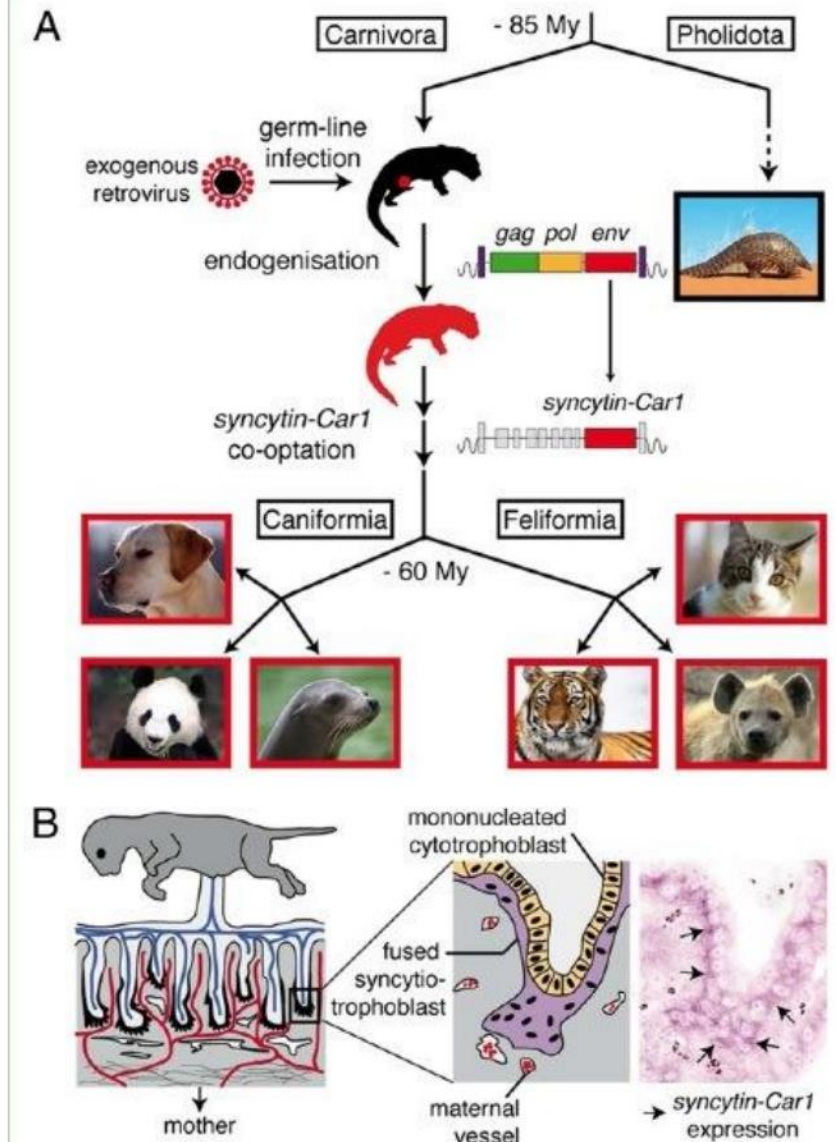 A
Carnivora
- 85 My
Pholidota
exogenous
retrovirus
germ-line
infection
endogenisation
gag pol env
syncytin-Car1
co-optation
syncytin-Car1
Caniformia
Feliformia
- 60 My
B
mononucleated
cytotrophoblast
fused
syncytio-
trophoblast
mother
maternal
vessel
syncytin-Car1
expression